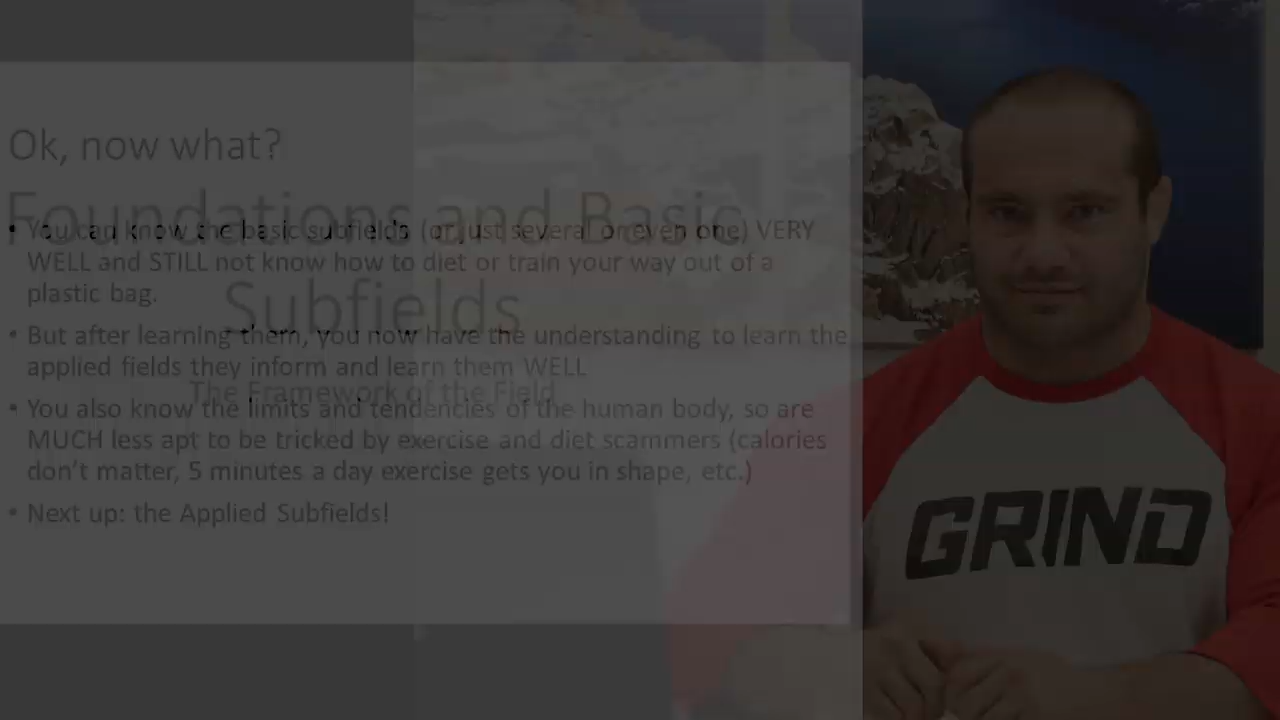 Ok, now what?
Foundations and Basic
Subfields
The Framework of the Field
• You can know the basic subfields (or just several or even one) VERY
WELL and STILL not know how to diet or train your way out of a
plastic bag.
• But after learning them, you now have the understanding to learn the
applied fields they inform and learn them WELL
• You also know the limits and tendencies of the human body, so are
MUCH less apt to be tricked by exercise and diet scammers (calories
don't matter, 5 minutes a day exercise gets you in shape, etc.)
• Next up: the Applied Subfields!
GRIND